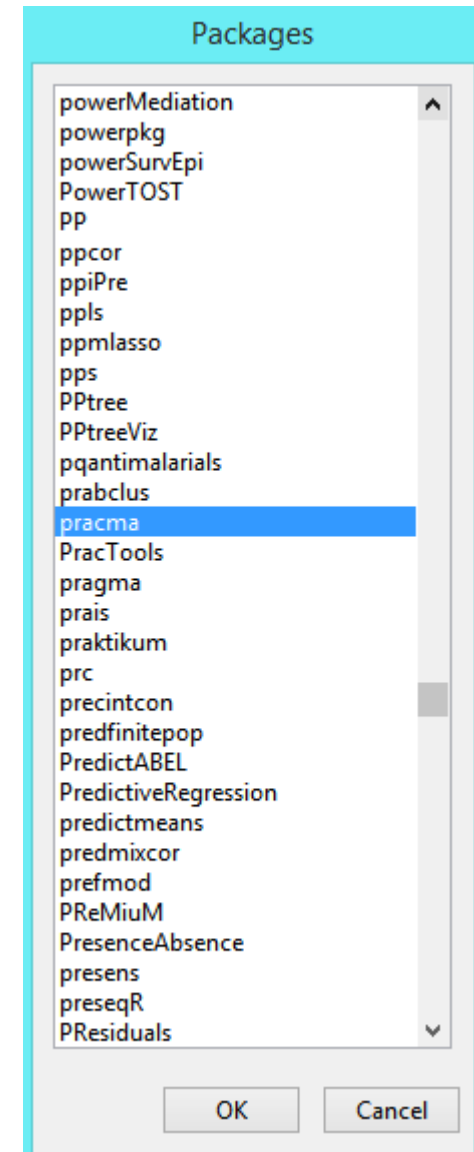 Packages
powerMediation
powerpkg
powerSurvEpi
PowerTOST
PP
ppcor
ppiPre
ppls
ppmlasso
pps
PPtree
PPtreeViz
pqantimalarials
prabclus
pracma
PracTools
pragma
prais
praktikum
prc
precintcon
predfinitepop
PredictABEL
PredictiveRegression
predictmeans
predmixcor
prefmod
PReMiuM
PresenceAbsence
presens
preseqR
PResiduals
OK Cancel